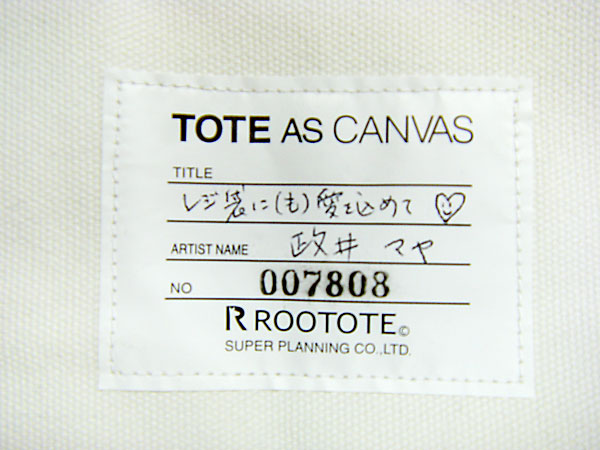 TOTE AS CANVAS
TITLE
レジ袋に(も)愛を込めて
ARTIST NAME 政井 マヤ
NO 007808
ROOTOTE©
SUPER PLANNING CO.,LTD.